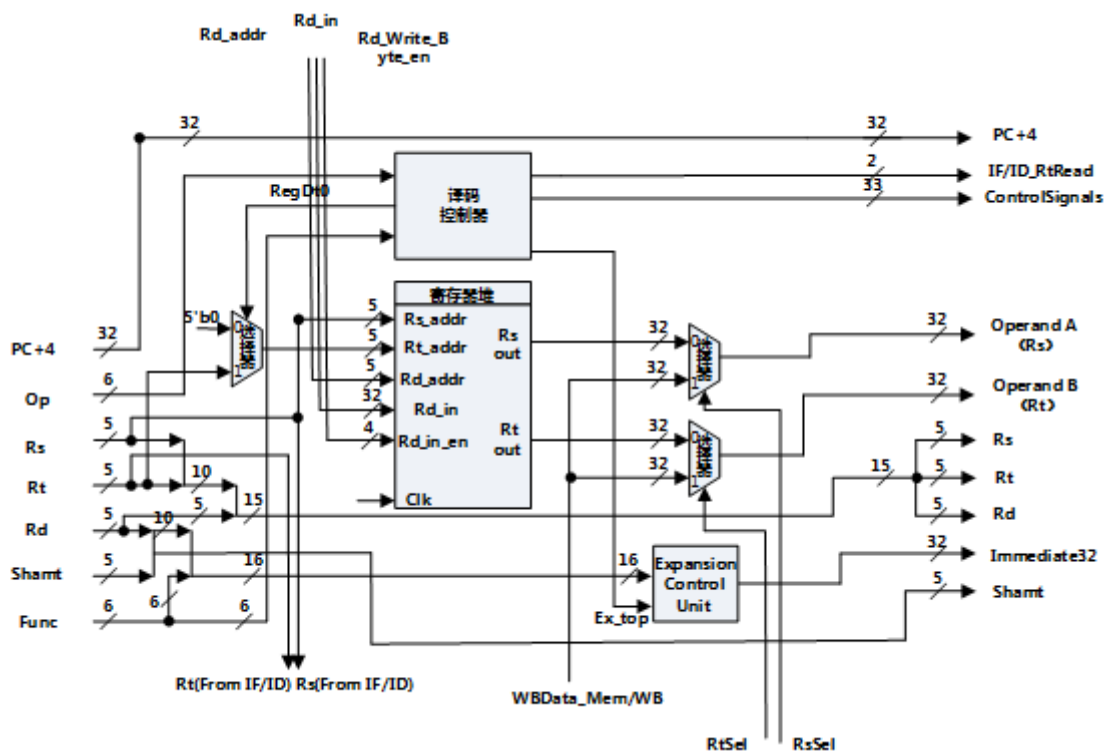 Rd_in
Rd_addr
Rd_Write_B
yte_en
32
32
PC+4
译码
控制器
2
IF/ID_RtRead
RegDt0
33
ControlSignals
寄存器堆
5'b0
0
1
5
Rs_addr
Rs
out
5
Rt_addr
5
Rd_addr
32
Rd_in
4
Rd_in_en
Rt
out
Clk
32
0
32
1
32
Operand A
(Rs)
32
0
32
1
32
Operand B
(Rt)
PC+4
32
Op
6
Rs
5
Rt
5
10
Rd
5
5
15
10
Shamt
5
16
Func
6
6
6
15
5
Rs
5
Rt
5
Rd
16
Expansion
Control
Unit
Ex_top
32
Immediate32
5
Shamt
Rt(From IF/ID) Rs(From IF/ID)
WBData_Mem/WB
RtSel
RsSel